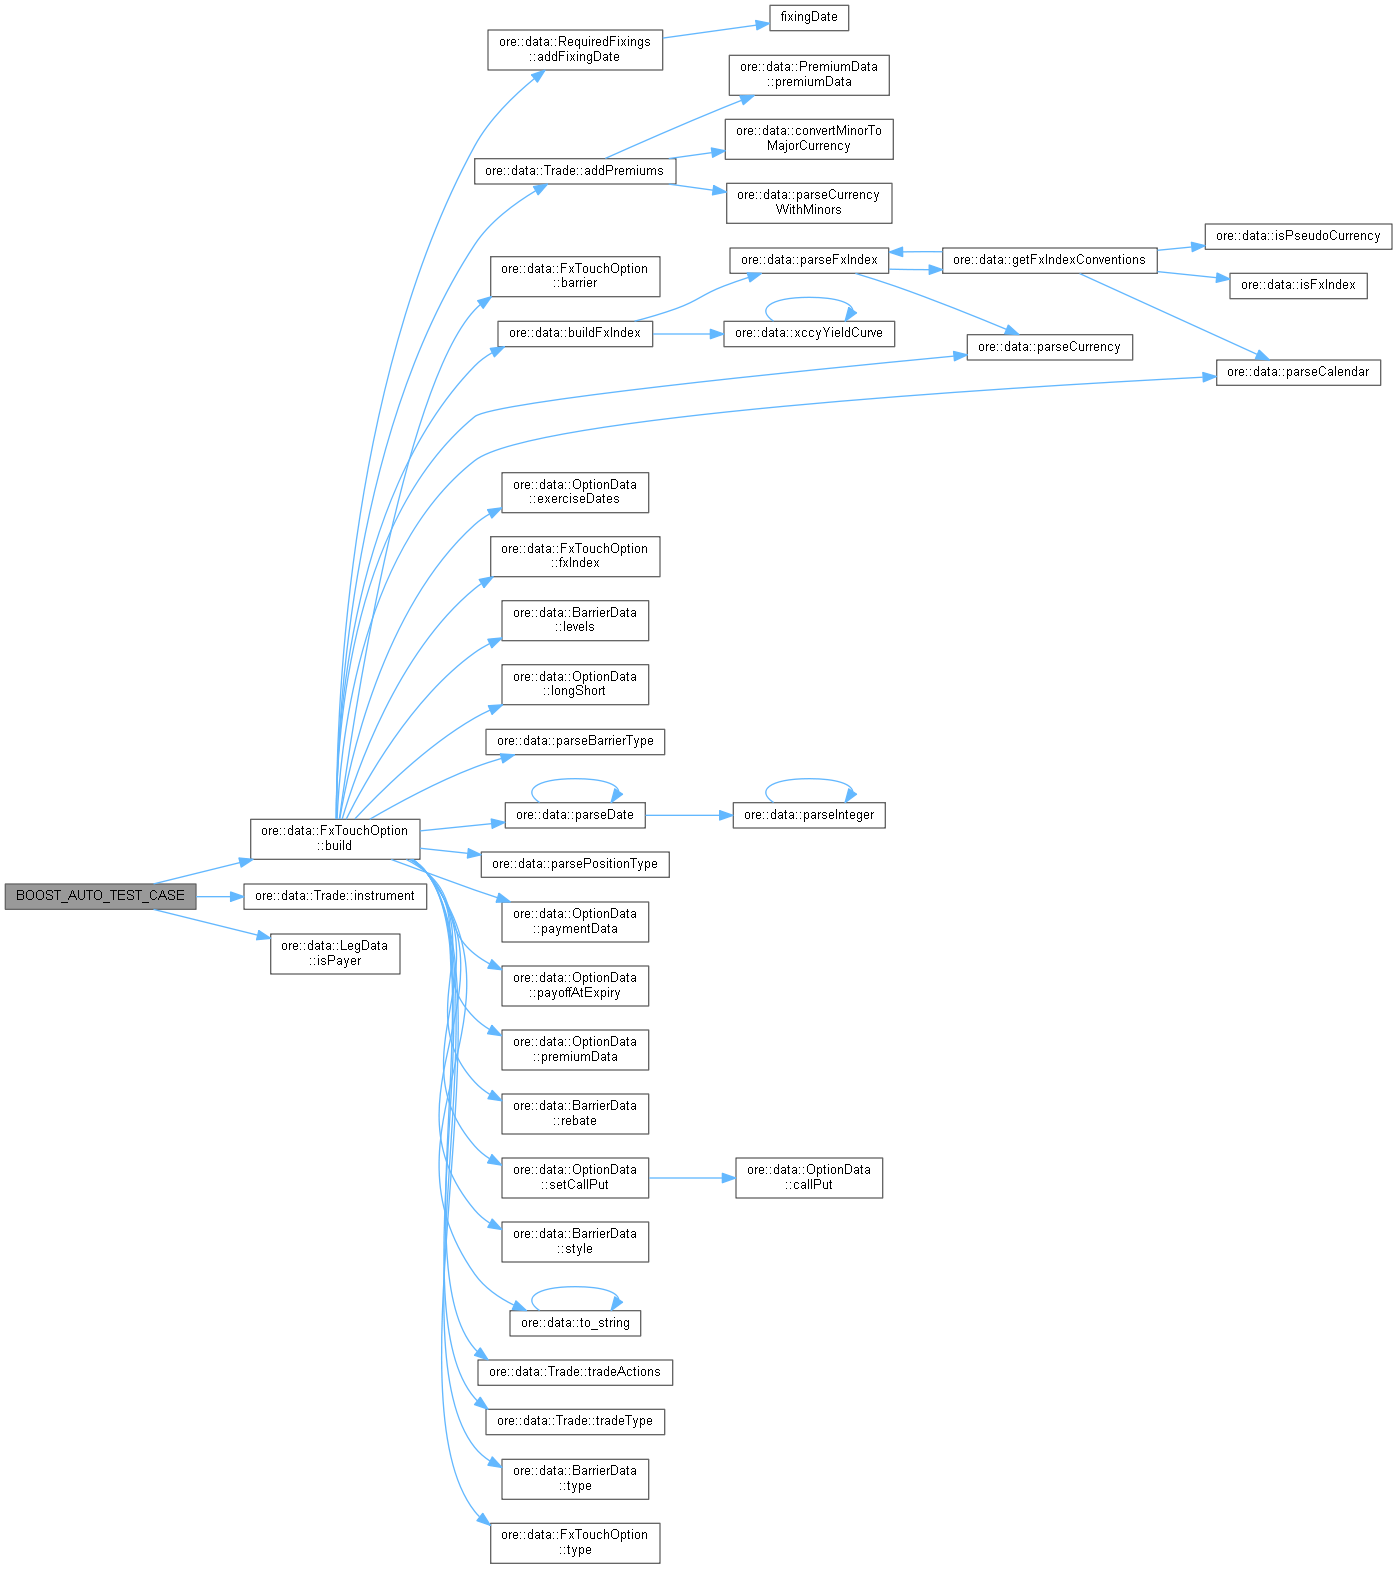 fixingDate
ore::data::RequiredFixings
::addFixingDate
ore::data::PremiumData
::premiumData
ore::data::convertMinorTo
MajorCurrency
ore::data::Trade::addPremiums
ore::data::parseCurrency
WithMinors
ore::data::isPseudoCurrency
ore::data::FxTouchOption
::barrier
ore::data::parseFxIndex
ore::data::getFxIndexConventions
ore::data::isFxIndex
ore::data::buildFxIndex
ore::data::xccyYieldCurve
ore::data::parseCurrency
ore::data::parseCalendar
ore::data::OptionData
::exerciseDates
ore::data::FxTouchOption
::fxIndex
ore::data::BarrierData
::levels
ore::data::OptionData
::longShort
ore::data::parseBarrierType
ore::data::parseDate
ore::data::parseInteger
ore::data::FxTouchOption
::build
ore::data::parsePositionType
BOOST_AUTO_TEST_CASE
ore::data::Trade::instrument
ore::data::OptionData
::paymentData
ore::data::LegData
::isPayer
ore::data::OptionData
::payoffAtExpiry
ore::data::OptionData
::premiumData
ore::data::BarrierData
::rebate
ore::data::OptionData
::setCallPut
ore::data::OptionData
::callPut
ore::data::BarrierData
::style
ore::data::to_string
ore::data::Trade::tradeActions
ore::data::Trade::tradeType
ore::data::BarrierData
::type
ore::data::FxTouchOption
::type